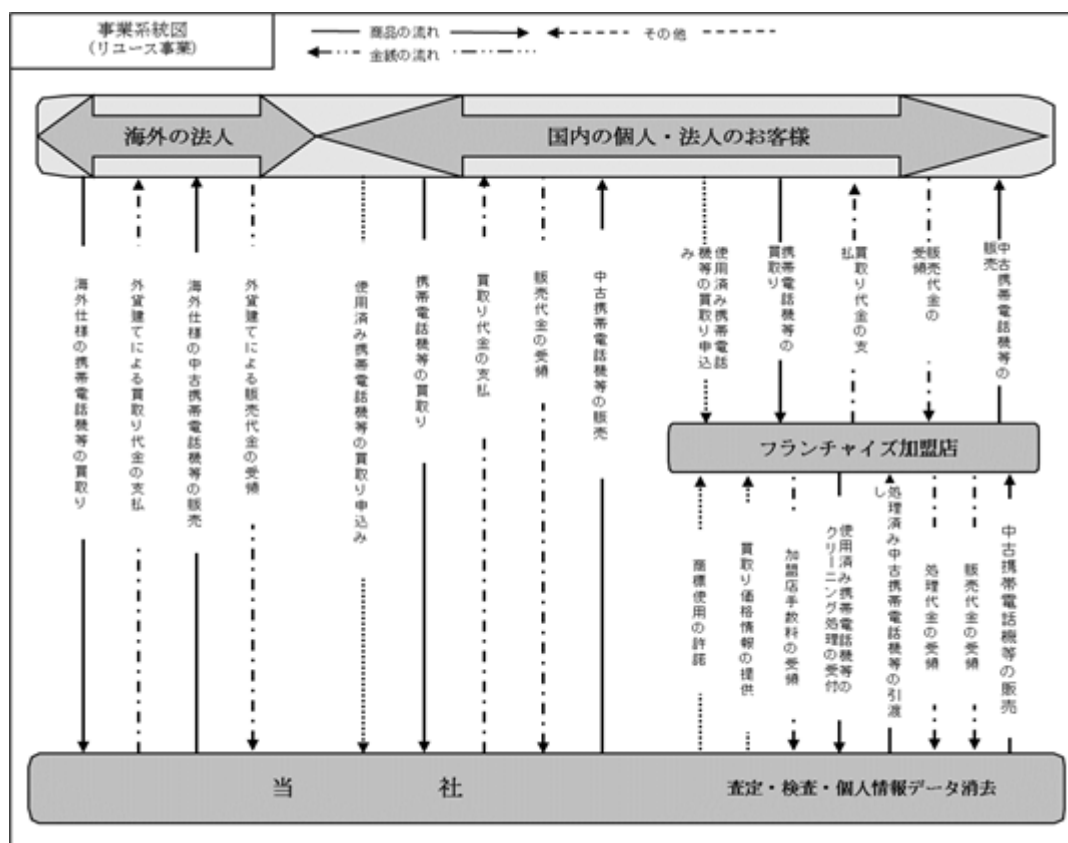 事業系統図
(リユース事業)
商品の流れ
その他
金銭の流れ
海外の法人
国内の個人・法人のお客様
海外仕様の携帯電話機等の買取り
外貨建てによる買取り代金の支払
海外仕様の中古携帯電話機等の販売
外貨建てによる販売代金の受領
使用済み携帯電話機等の買取り申込み
携帯電話機等の買取り
買取り代金の支払
販売代金の受領
中古携帯電話機等の販売
使用済み携帯電話
機等の買取り申込
み
携帯電話機等の
買取り
買取り代金の支
払
販売代金の
受領
中古携帯電話機等の
販売
フランチャイズ加盟店
商標使用の許諾
買取り価格情報の提供
加盟店手数料の受領
使用済み携帯電話機等の
クリーニング処理の受付
処理済み中古携帯電話機等の引渡
し
処理代金の受領
販売代金の受領
中古携帯電話機等の販売
当 社
査定・検査・個人情報データ消去